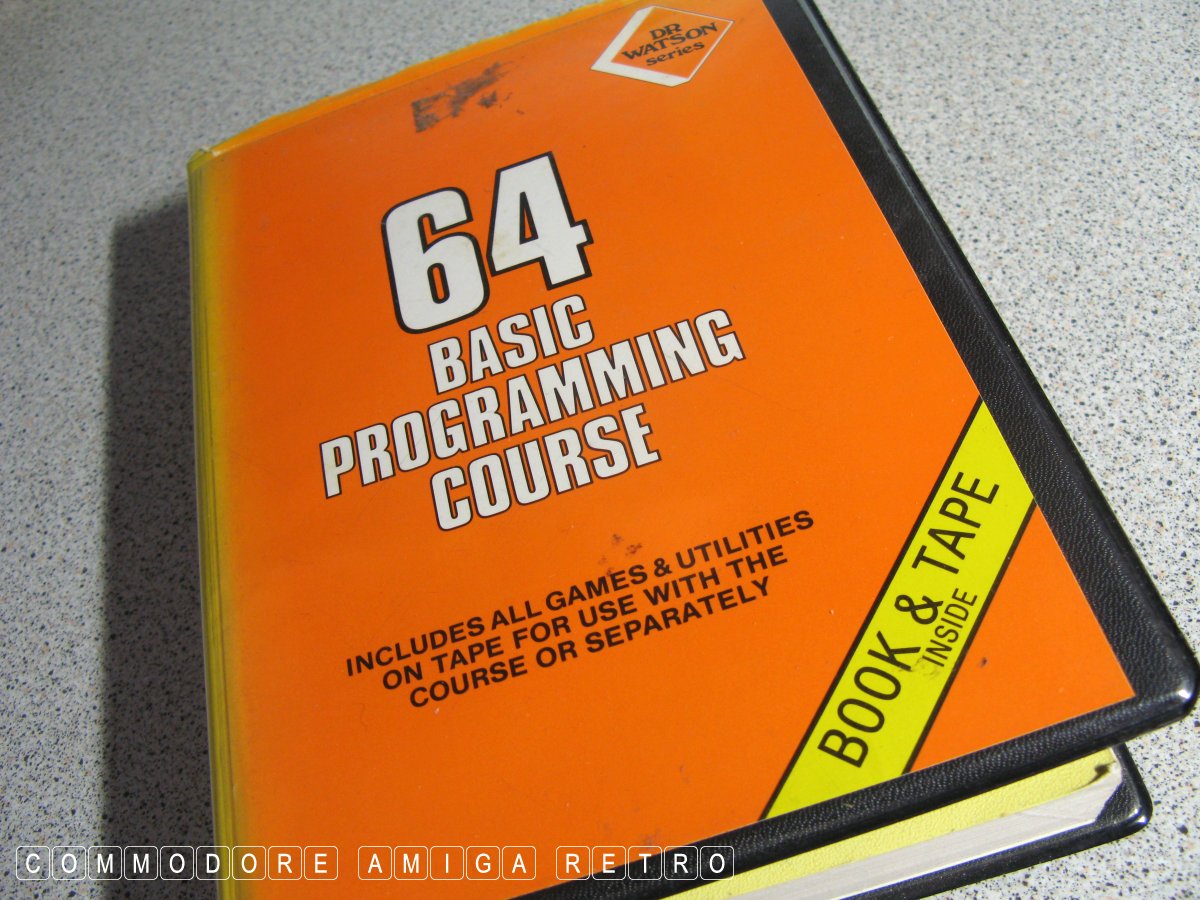 DR
WATSON
series
64
BASIC
PROGRAMMING
COURSE
INCLUDES ALL GAMES & UTILITIES
ON TAPE FOR USE WITH THE
COURSE OR SEPARATELY
BOOK & TAPE
INSIDE
COMMODORE AMIGA RETRO